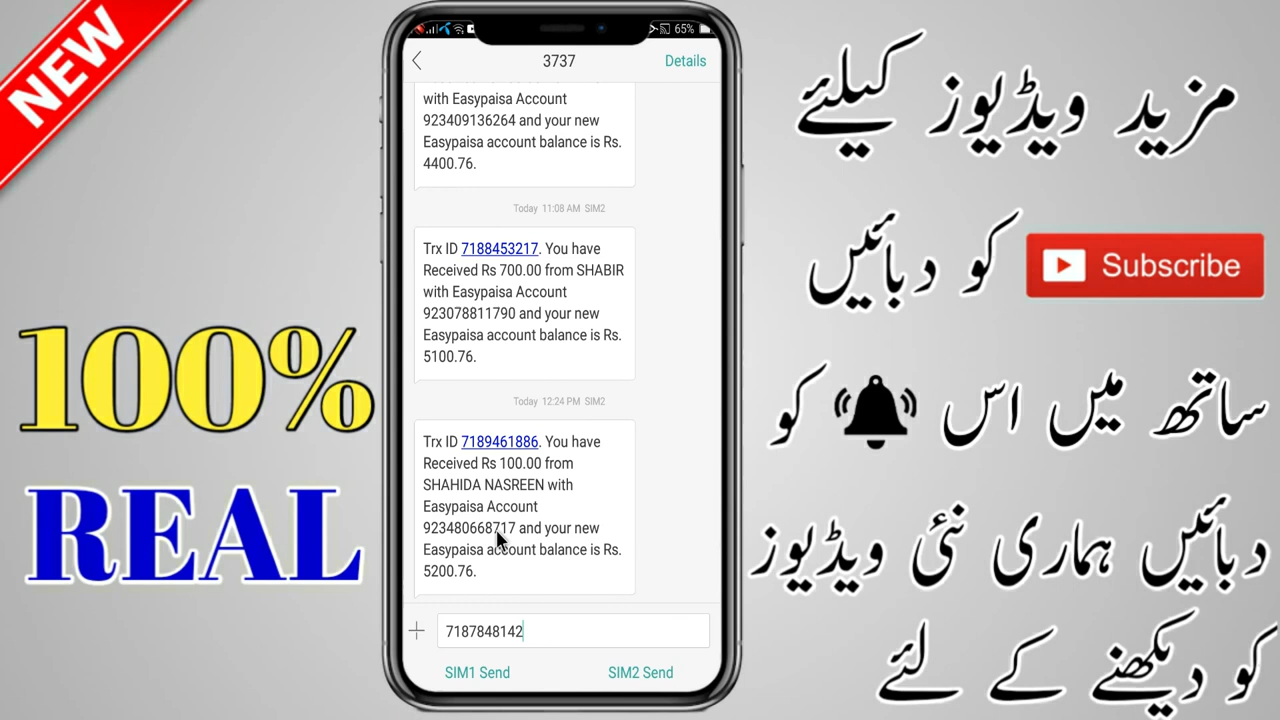 NEW
100%
REAL
65%
3737
Details
with Easypaisa Account
923409136264 and your new
Easypaisa account balance is Rs.
4400.76.
Today 11:08 AM SIM2
Trx ID 7188453217. You have
Received Rs 700.00 from SHABIR
with Easypaisa Account
923078811790 and your new
Easypaisa account balance is Rs.
5100.76.
Today 12:24 PM SIM2
Trx ID 7189461886. You have
Received Rs 100.00 from
SHAHIDA NASREEN with
Easypaisa Account
923480668717 and your new
Easypaisa account balance is Rs.
5200.76.
7187848142
SIM1 Send
SIM2 Send
مزید ویڈیوز کیلئے
Subscribe کو دبائیں
ساتھ میں اس کو
دبائیں ہماری نئی ویڈیوز
کو دیکھنے کے لئے